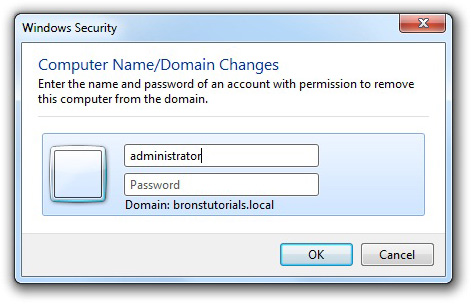 Windows Security
Computer Name/Domain Changes
Enter the name and password of an account with permission to remove
this computer from the domain.
administrator
Password
Domain: bronstutorials.local
OK
Cancel